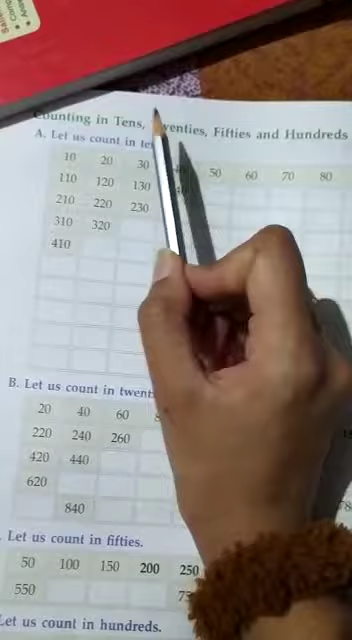 Counting in Tens, Twenties, Fifties and Hundreds
A. Let us count in
10 20 30 50 60 70 80
110 120 130
210 220 230
310 320
410
B. Let us count in
20 40 60
220 240 260
420 440
620
840
Let us count in fifties.
50 100 150 200 250
550
Let us count in hundreds.